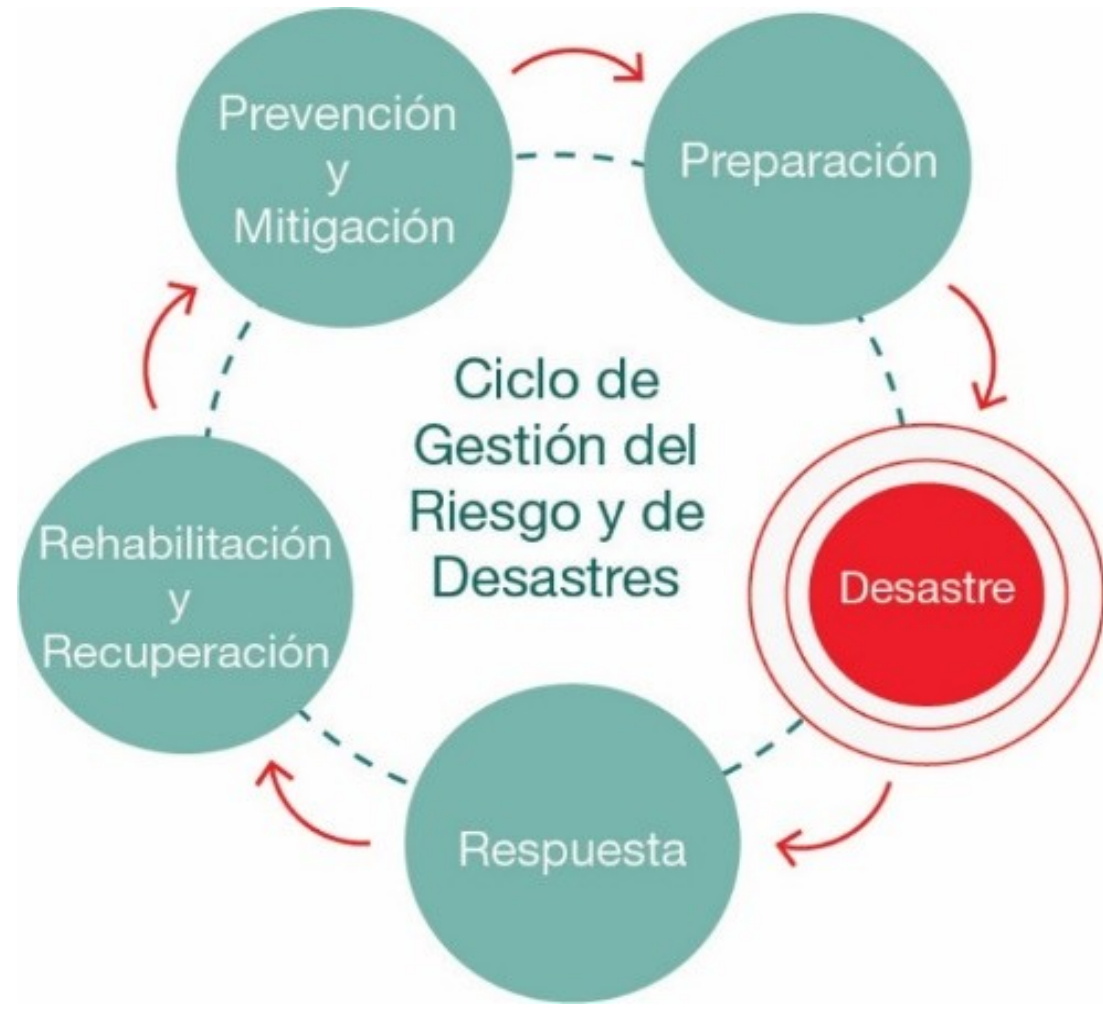 Prevención
y
Mitigación
Preparación
Ciclo de
Gestión del
Riesgo y de
Desastres
Desastre
Rehabilitación
y
Recuperación
Respuesta